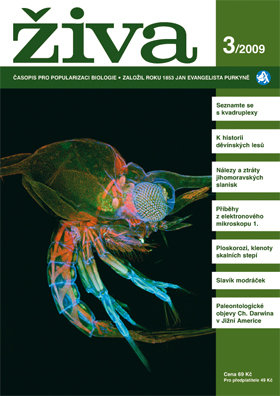 živa
3/2009
ČASOPIS PRO POPULARIZACI BIOLOGIE • ZALOŽIL ROKU 1853 JAN EVANGELISTA PURKYNĚ
Seznamte se
s kvadruplexy
K historii
děvínských lesů
Nálezy a ztráty
jihomoravských
slanisk
Příběhy
z elektronového
mikroskopu 1.
Ploskorozi, klenoty
skalních stepí
Slavík modráček
Paleontologické
objevy Ch. Darwina
v Jižní Americe
Cena 69 Kč
Pro předplatitele 49 Kč